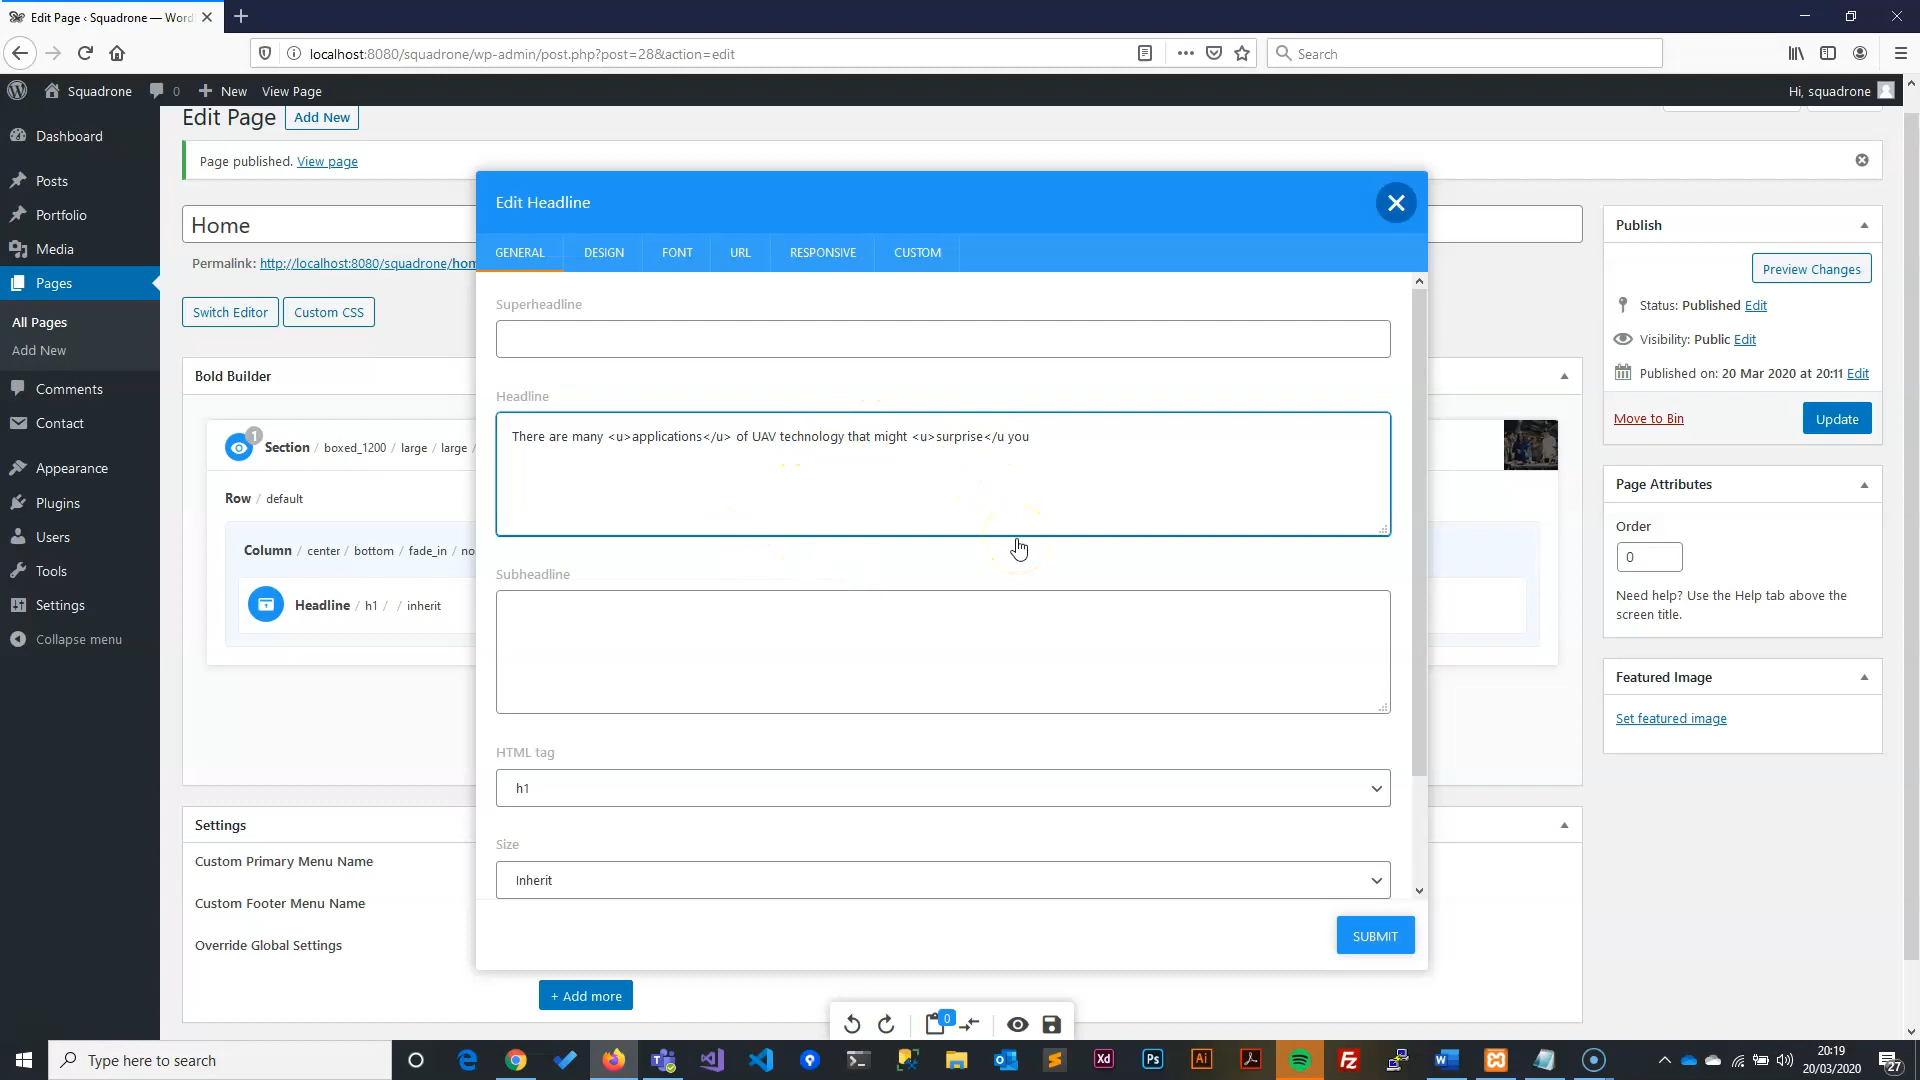 Edit Page ‹ Squadrone — Word
localhost:8080/squadrone/wp-admin/post.php?post=28&action=edit
Search
Squadrone
0
New
View Page
Hi, squadrone
Dashboard
Posts
Portfolio
Media
Pages
All Pages
Add New
Comments
Contact
Appearance
Plugins
Users
Tools
Settings
Collapse menu
Edit Page
Add New
Page published. View page
Home
Permalink: http://localhost:8080/squadrone/hom
Switch Editor
Custom CSS
Bold Builder
1
Section / boxed_1200 / large / large /
Row / default
Column / center / bottom / fade_in / no
Headline / h1 / / inherit
Settings
Custom Primary Menu Name
Custom Footer Menu Name
Override Global Settings
+ Add more
Edit Headline
GENERAL
DESIGN
FONT
URL
RESPONSIVE
CUSTOM
Superheadline
Headline
There are many <u>applications</u> of UAV technology that might <u>surprise</u you
Subheadline
HTML tag
h1
Size
Inherit
SUBMIT
0
Publish
Preview Changes
Status: Published Edit
Visibility: Public Edit
Published on: 20 Mar 2020 at 20:11 Edit
Move to Bin
Update
Page Attributes
Order
0
Need help? Use the Help tab above the
screen title.
Featured Image
Set featured image
Type here to search
Xd
Ps
Ai
Fz
20:19
20/03/2020
27